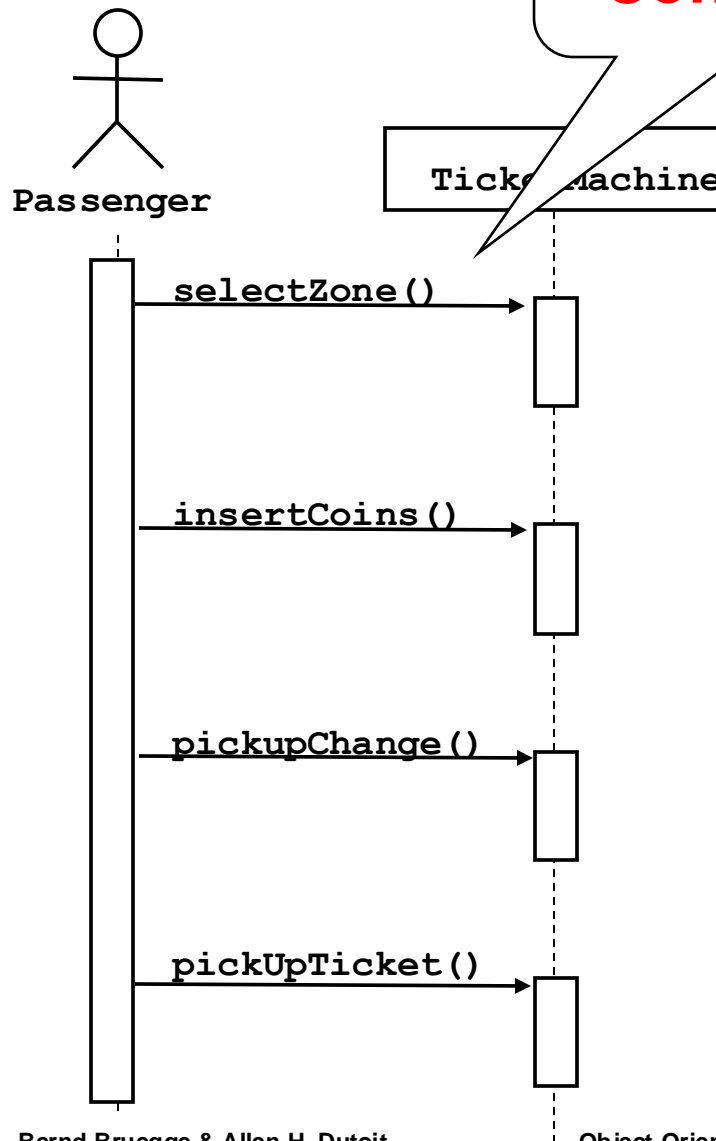 Passenger
selectZone()
insertCoins()
pickupChange()
pickUpTicket()
Bernd Bruegge & Allen H. Dutoit